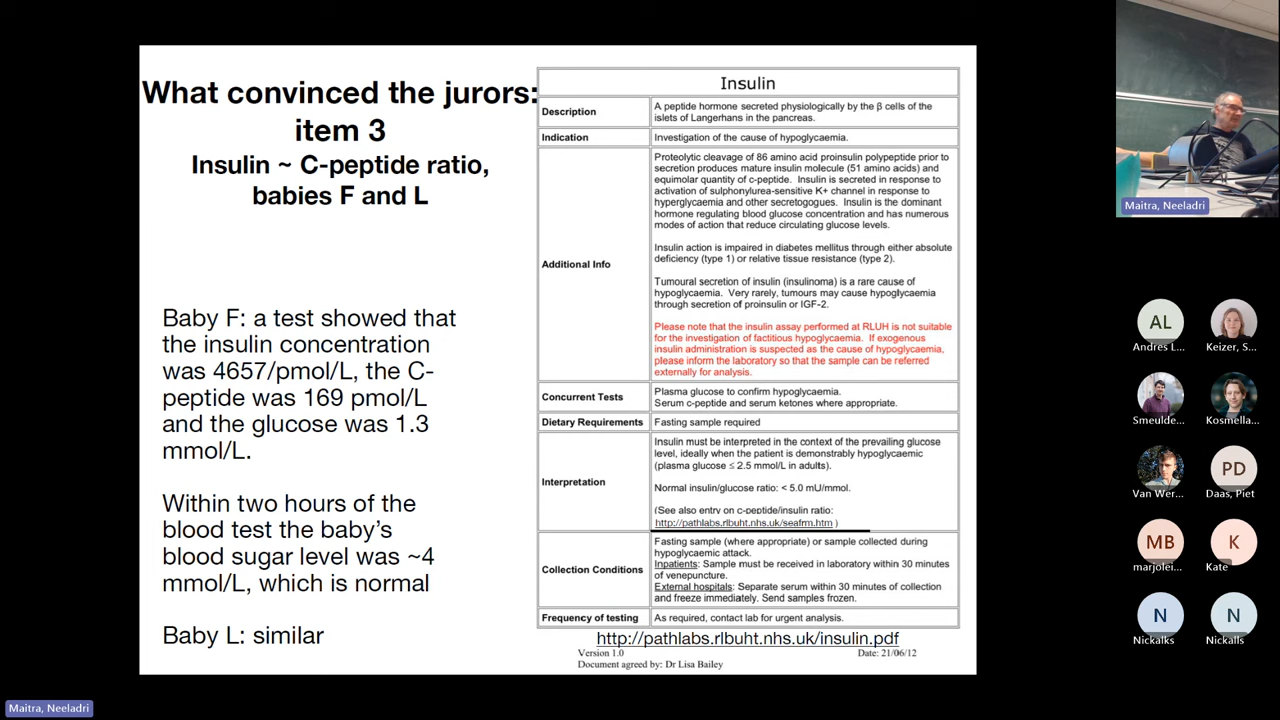 What convinced the jurors:
item 3
Insulin ~ C-peptide ratio,
babies F and L
Baby F: a test showed that
the insulin concentration
was 4657/pmol/L, the C-
peptide was 169 pmol/L
and the glucose was 1.3
mmol/L.
Within two hours of the
blood test the baby's
blood sugar level was ~4
mmol/L, which is normal
Baby L: similar
Insulin
Description
A peptide hormone secreted physiologically by the β cells of the
islets of Langerhans in the pancreas.
Indication
Investigation of the cause of hypoglycaemia.
Additional Info
Proteolytic cleavage of 86 amino acid proinsulin polypeptide prior to
secretion produces mature insulin molecule (51 amino acids) and
equimolar quantity of c-peptide. Insulin is secreted in response to
activation of sulphonylurea-sensitive K+ channel in response to
hyperglycaemia and other secretogogues. Insulin is the dominant
hormone regulating blood glucose concentration and has numerous
modes of action that reduce circulating glucose levels.
Insulin action is impaired in diabetes mellitus through either absolute
deficiency (type 1) or relative tissue resistance (type 2).
Tumoural secretion of insulin (insulinoma) is a rare cause of
hypoglycaemia. Very rarely, tumours may cause hypoglycaemia
through secretion of proinsulin or IGF-2.
Please note that the insulin assay performed at RLUH is not suitable
for the investigation of factitious hypoglycaemia. If exogenous
insulin administration is suspected as the cause of hypoglycaemia,
please inform the laboratory so that the sample can be referred
externally for analysis.
Concurrent Tests
Plasma glucose to confirm hypoglycaemia.
Serum c-peptide and serum ketones where appropriate.
Dietary Requirements
Fasting sample required
Interpretation
Insulin must be interpreted in the context of the prevailing glucose
level, ideally when the patient is demonstrably hypoglycaemic
(plasma glucose ≤ 2.5 mmol/L in adults).
Normal insulin/glucose ratio: < 5.0 mU/mmol.
(See also entry on c-peptide/insulin ratio:
http://pathlabs.rlbuht.nhs.uk/seafrm.htm )
Collection Conditions
Fasting sample (where appropriate) or sample collected during
hypoglycaemic attack.
Inpatients: Sample must be received in laboratory within 30 minutes
of venepuncture.
External hospitals: Separate serum within 30 minutes of collection
and freeze immediately. Send samples frozen.
Frequency of testing
As required, contact lab for urgent analysis.
http://pathlabs.rlbuht.nhs.uk/insulin.pdf
Version 1.0
Date: 21/06/12
Document agreed by: Dr Lisa Bailey
Maitra, Neeladri
AL
Andres L...
Keizer, S...
Smeulde...
Kosmella...
Van Wer...
PD
Daas, Piet
MB
marjolei...
K
Kate
N
Nickalks
N
Nickalls
Maitra, Neeladri